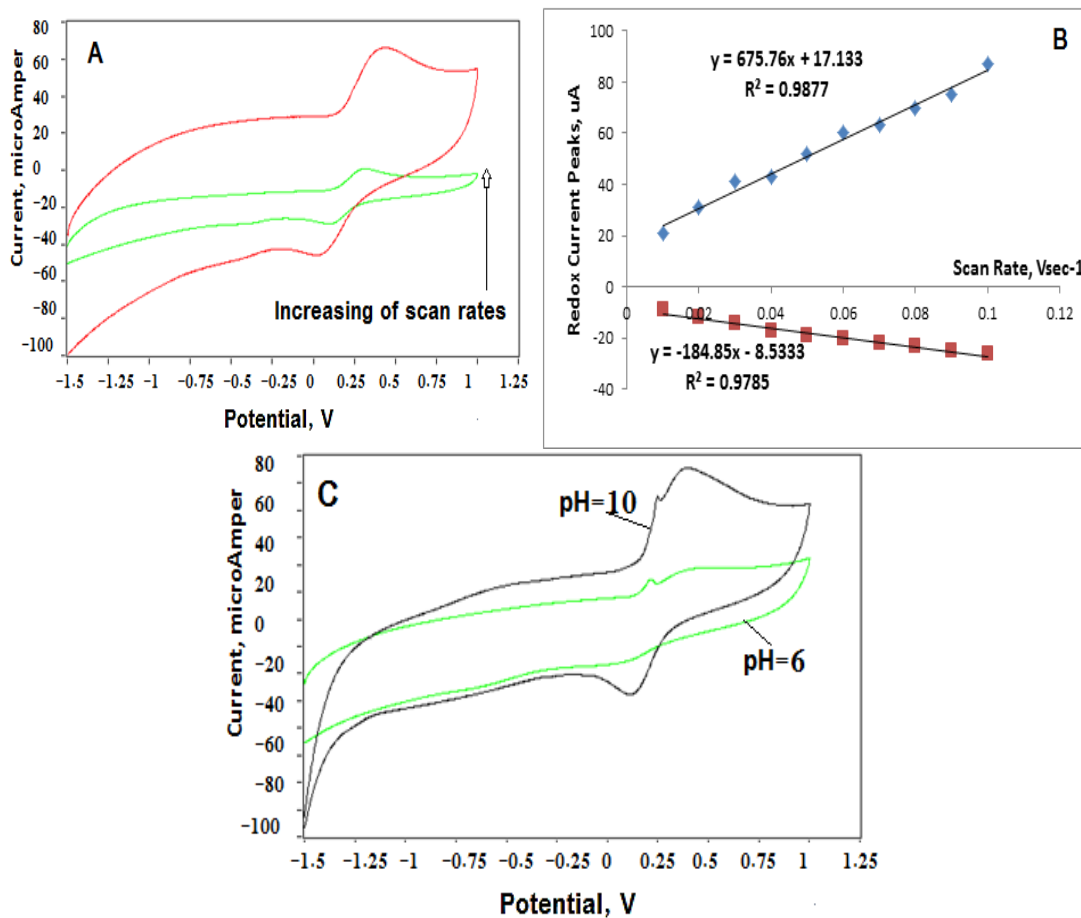 A
Current, microAmper
80
60
40
20
0
−20
−40
−60
−80
−100
−1.5 −1.25 −1 −0.75 −0.5 −0.25 0 0.25 0.5 0.75 1 1.25
Potential, V
Increasing of scan rates
B
Redox Current Peaks, uA
100
80
60
40
20
0
-20
-40
y = 675.76x + 17.133
R² = 0.9877
Scan Rate, Vsec-1
0 0.02 0.04 0.06 0.08 0.1 0.12
y = -184.85x - 8.5333
R² = 0.9785
C
Current, microAmper
80
60
40
20
0
−20
−40
−60
−80
−100
pH=10
pH=6
−1.5 −1.25 −1 −0.75 −0.5 −0.25 0 0.25 0.5 0.75 1 1.25
Potential, V